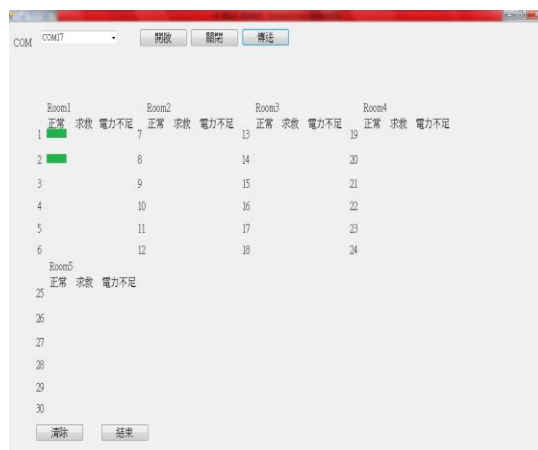 COM COM17 開啟 關閉 傳送
Room1 Room2 Room3 Room4
正常 求救 電力不足 正常 求救 電力不足 正常 求救 電力不足 正常 求救 電力不足
1 7 13 19
2 8 14 20
3 9 15 21
4 10 16 22
5 11 17 23
6 12 18 24
Room5
正常 求救 電力不足
25
26
27
28
29
30
清除 結束